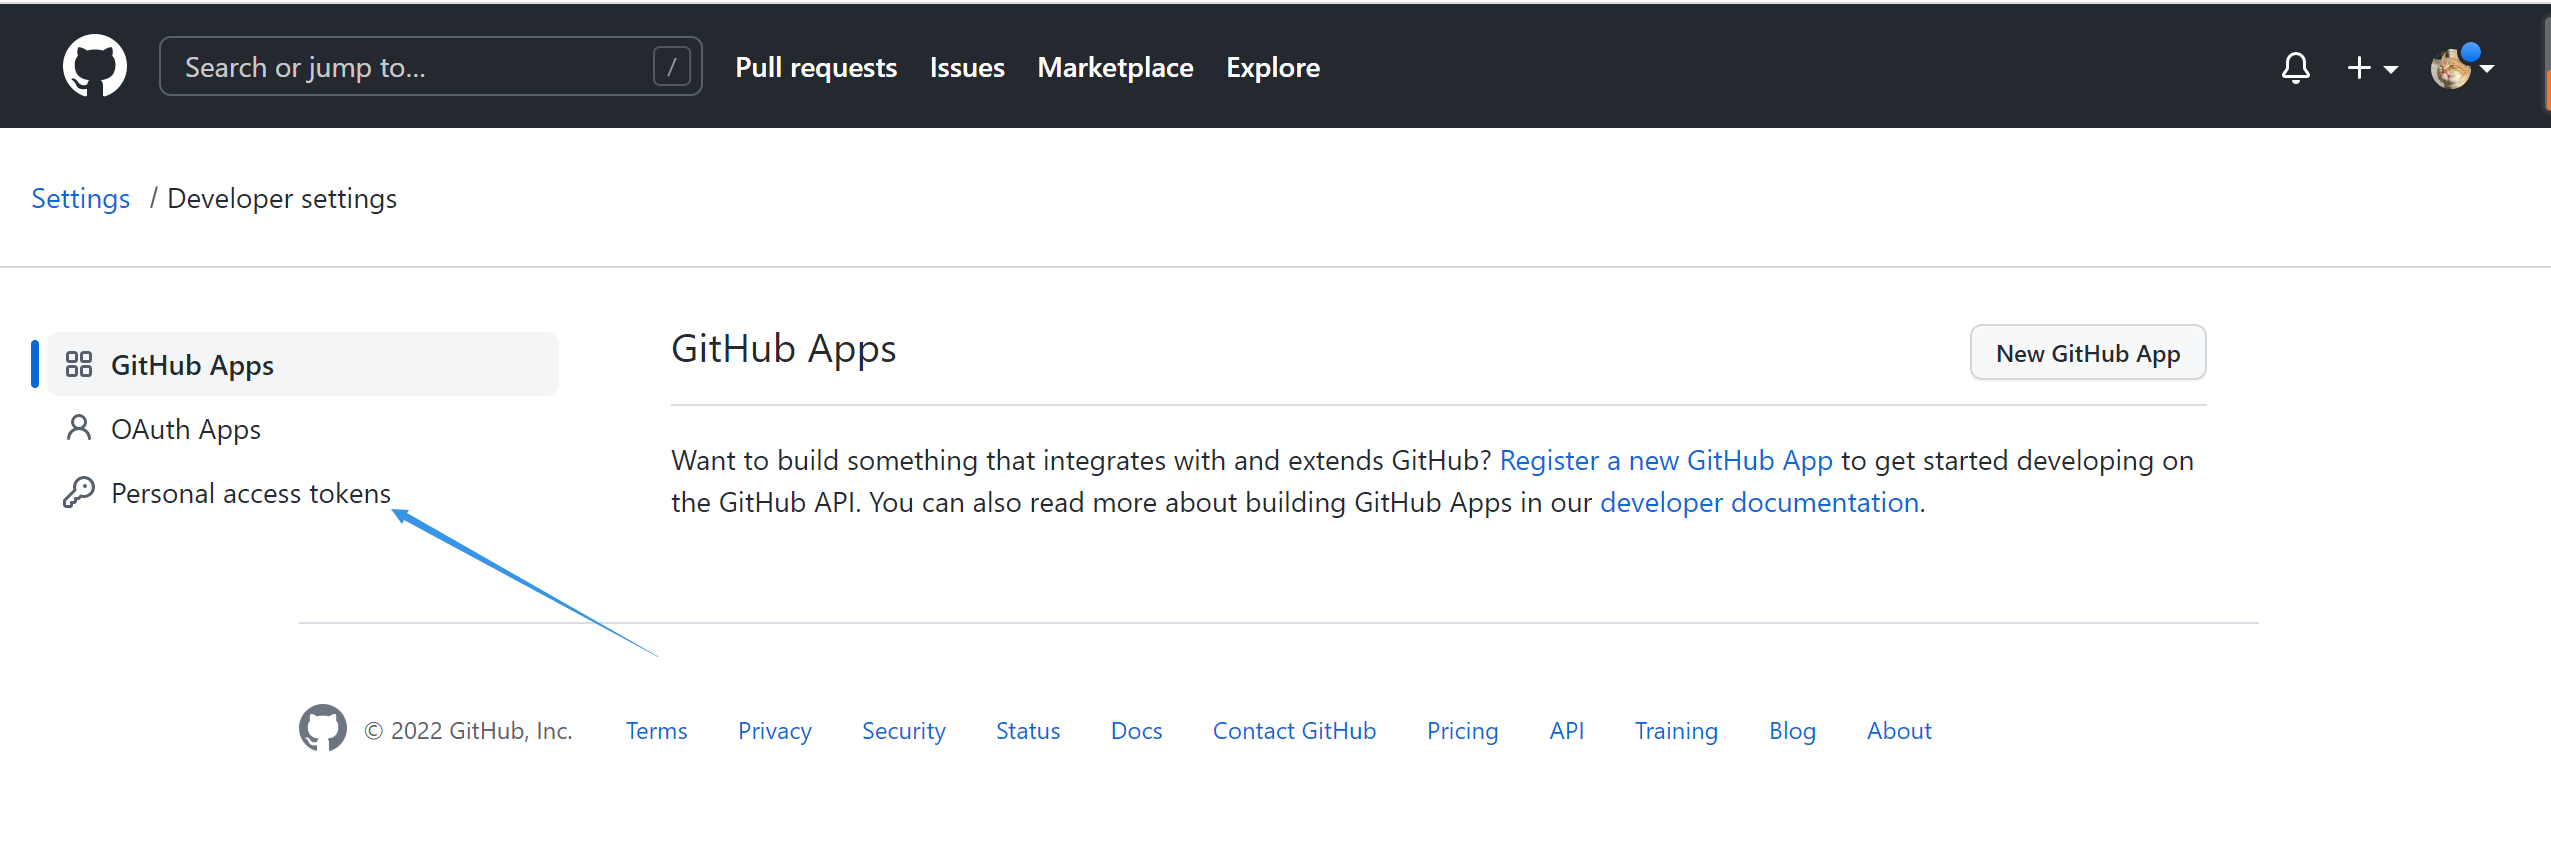 Search or jump to... /
Pull requests Issues Marketplace Explore
Settings / Developer settings
GitHub Apps
OAuth Apps
Personal access tokens
GitHub Apps
New GitHub App
Want to build something that integrates with and extends GitHub? Register a new GitHub App to get started developing on
the GitHub API. You can also read more about building GitHub Apps in our developer documentation.
© 2022 GitHub, Inc. Terms Privacy Security Status Docs Contact GitHub Pricing API Training Blog About